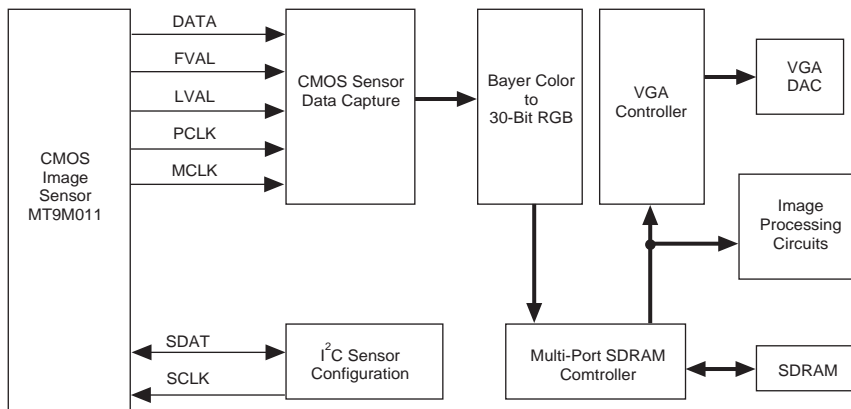 CMOS
Image
Sensor
MT9M011
DATA
FVAL
LVAL
PCLK
MCLK
SDAT
SCLK
CMOS Sensor
Data Capture
I²C Sensor
Configuration
Bayer Color
to
30-Bit RGB
Multi-Port SDRAM
Comtroller
VGA
Controller
VGA
DAC
Image
Processing
Circuits
SDRAM